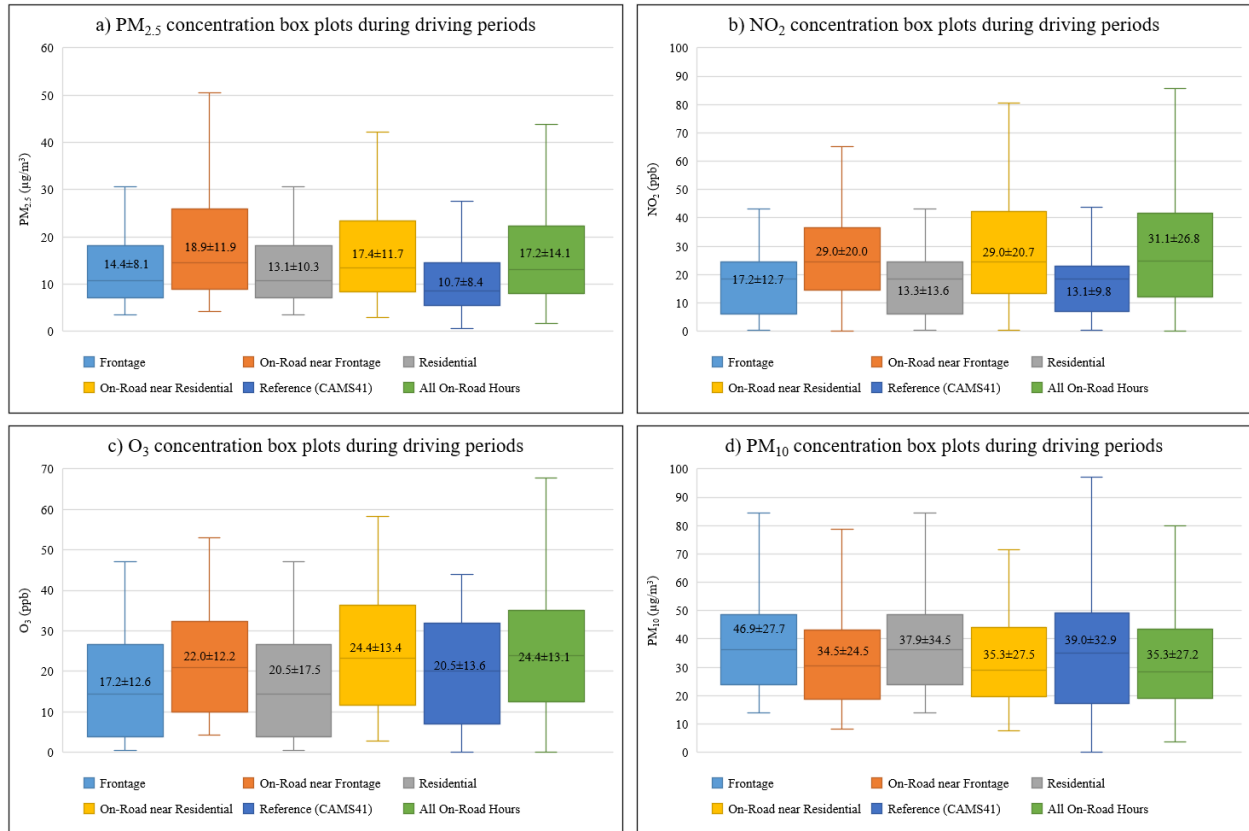 a) PM2.5 concentration box plots during driving periods
60
50
40
30
20
10
0
PM2.5 (µg/m³)
14.4±8.1
18.9±11.9
13.1±10.3
17.4±11.7
10.7±8.4
17.2±14.1
Frontage
On-Road near Frontage
Residential
On-Road near Residential
Reference (CAMS41)
All On-Road Hours
b) NO2 concentration box plots during driving periods
100
90
80
70
60
50
40
30
20
10
0
NO2 (ppb)
17.2±12.7
29.0±20.0
13.3±13.6
29.0±20.7
13.1±9.8
31.1±26.8
Frontage
On-Road near Frontage
Residential
On-Road near Residential
Reference (CAMS41)
All On-Road Hours
c) O3 concentration box plots during driving periods
70
60
50
40
30
20
10
0
O3 (ppb)
17.2±12.6
22.0±12.2
20.5±17.5
24.4±13.4
20.5±13.6
24.4±13.1
Frontage
On-Road near Frontage
Residential
On-Road near Residential
Reference (CAMS41)
All On-Road Hours
d) PM10 concentration box plots during driving periods
100
90
80
70
60
50
40
30
20
10
0
PM10 (µg/m³)
46.9±27.7
34.5±24.5
37.9±34.5
35.3±27.5
39.0±32.9
35.3±27.2
Frontage
On-Road near Frontage
Residential
On-Road near Residential
Reference (CAMS41)
All On-Road Hours